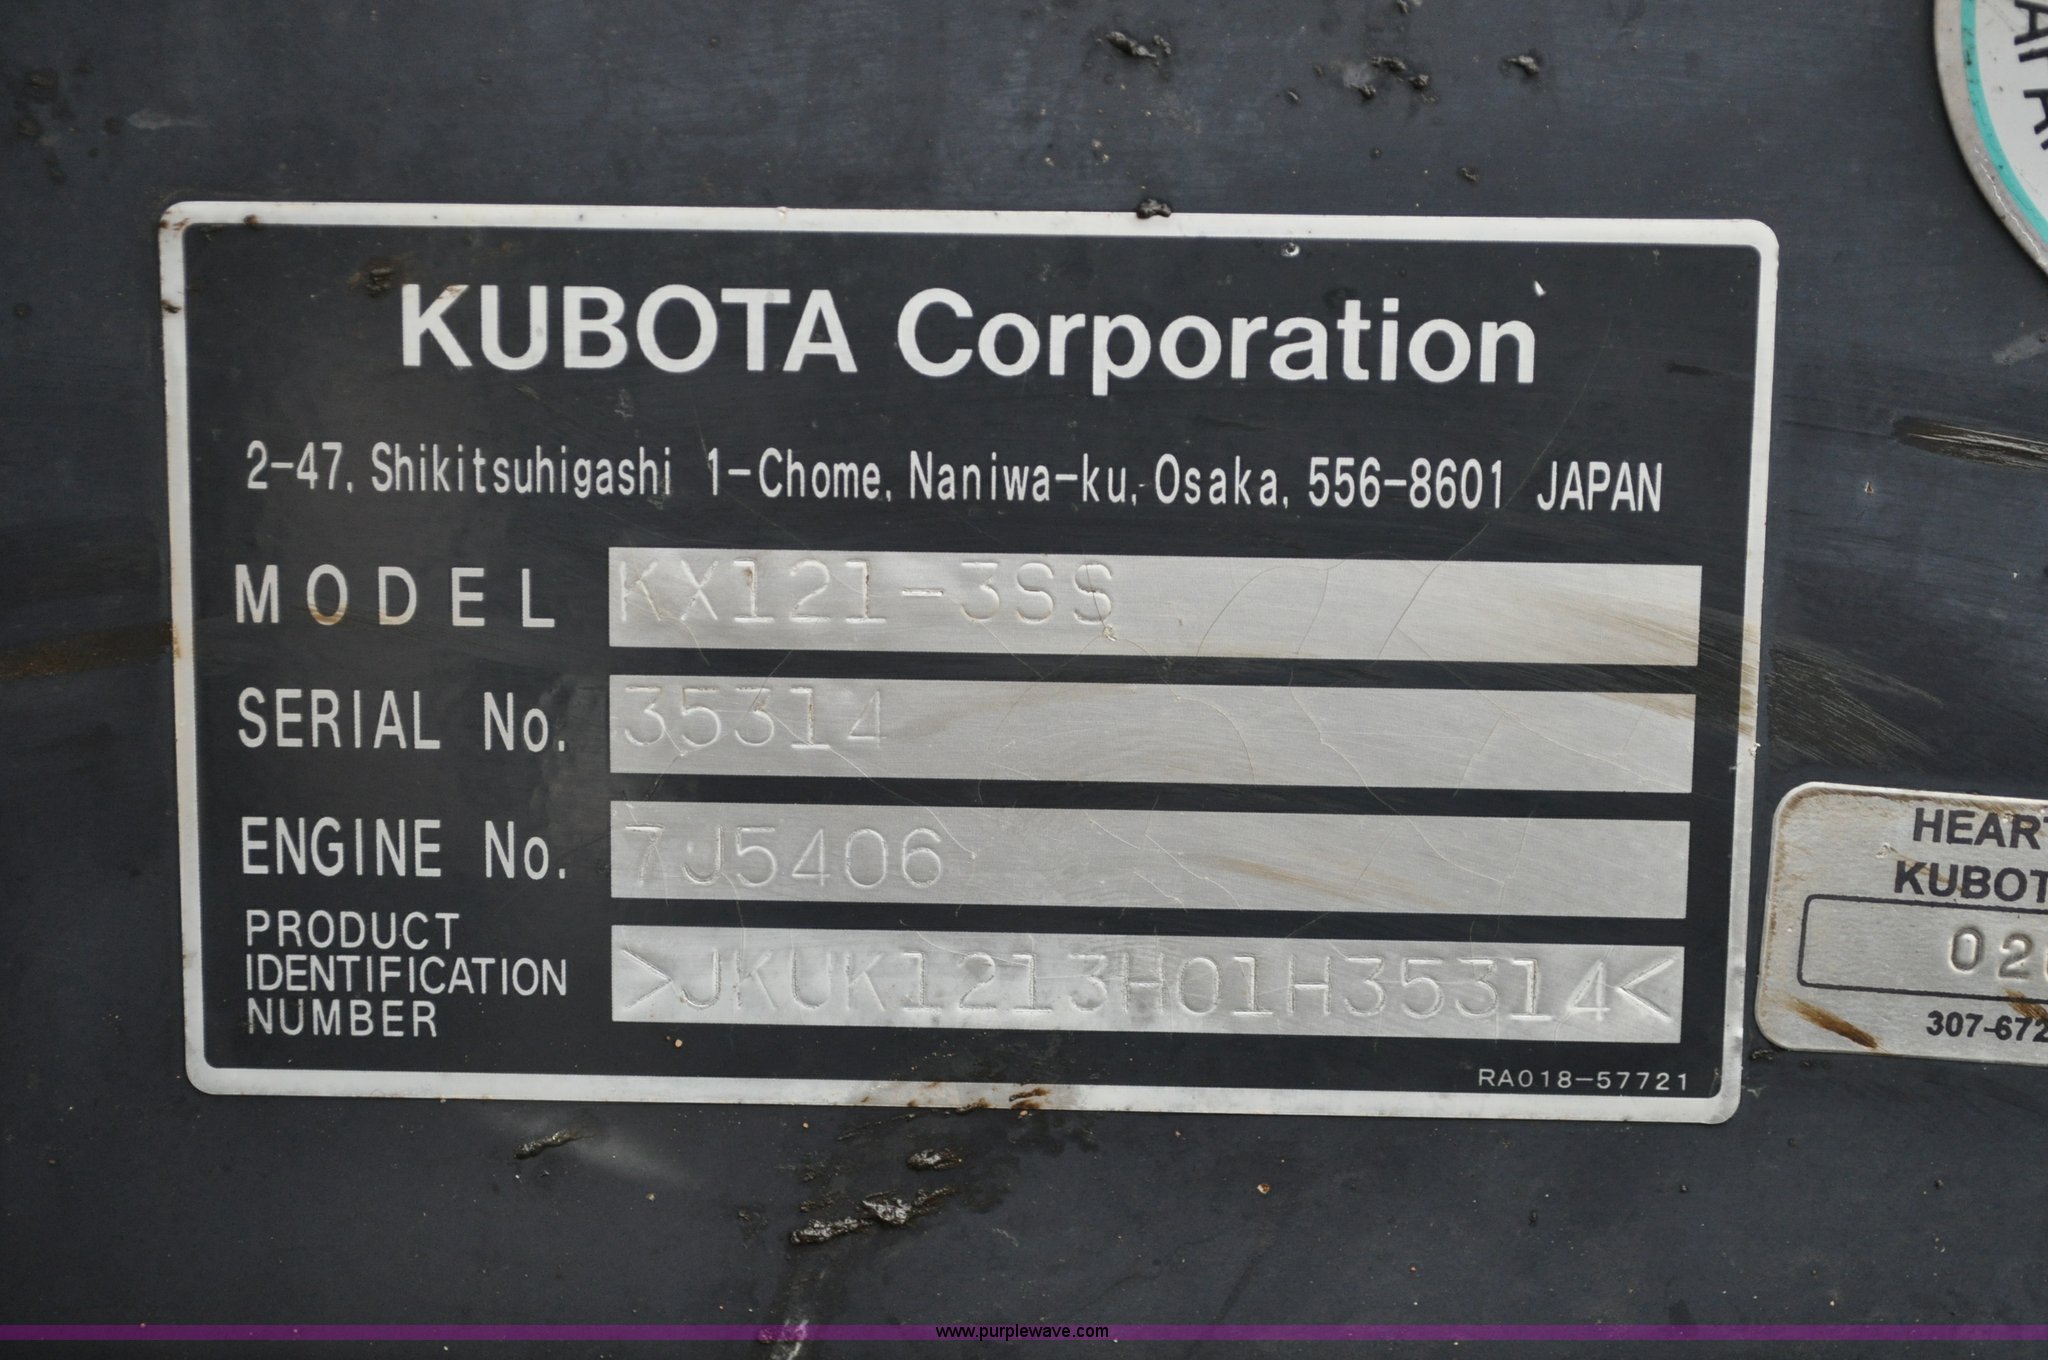 KUBOTA Corporation
2-47, Shikitsuhigashi 1-Chome, Naniwa-ku, Osaka, 556-8601 JAPAN
MODEL KX121-3SS
SERIAL No. 35314
ENGINE No. 7J5406
PRODUCT
IDENTIFICATION
NUMBER
>JKUK1213H01H35314<
RA018-57721
HEART
KUBOT
02
307-672
www.purplewave.com